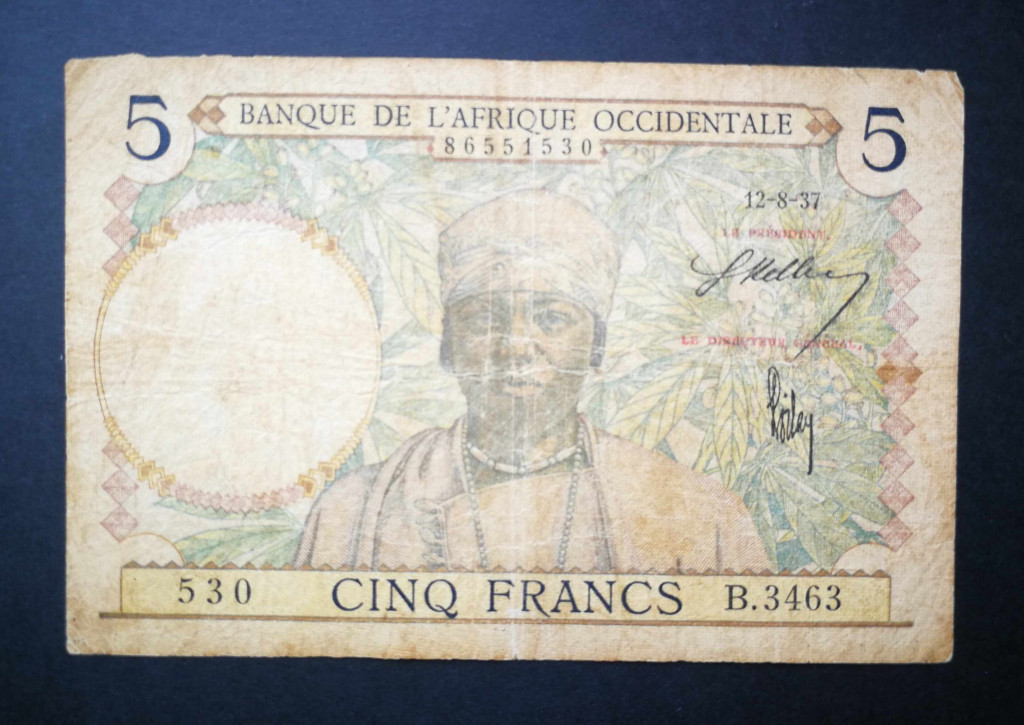 5 BANQUE DE L'AFRIQUE OCCIDENTALE 5
86551530
12-8-37
LE PRÉSIDENT,
LE DIRECTEUR GÉNÉRAL,
530 CINQ FRANCS B.3463